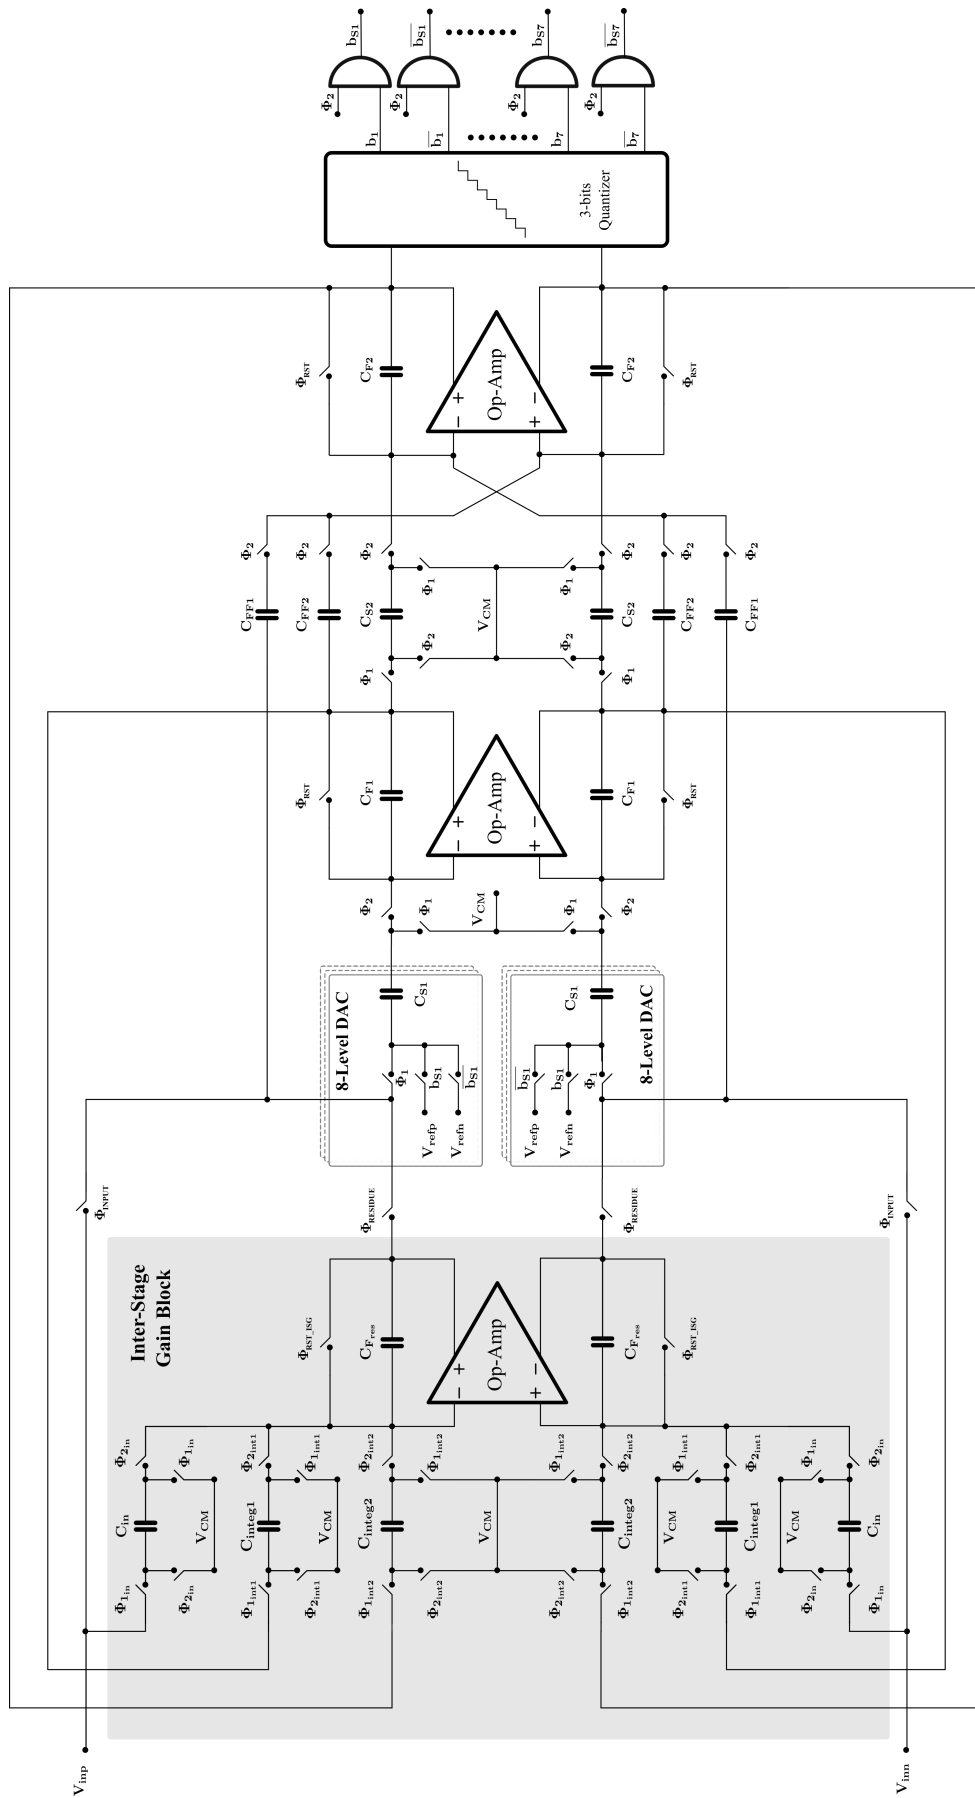 V_inp
Φ_INPUT
Inter-Stage
Gain Block
Φ1_in
C_in
Φ2_in
Φ2_in
Φ1_in
V_CM
Φ1_int1
C_integ1
Φ2_int1
Φ2_int1
Φ1_int1
V_CM
Φ_RST_ISG
Φ1_int2
C_integ2
Φ2_int2
C_Fres
Φ2_int2
Φ1_int2
V_CM
− +
Op-Amp
+ −
Φ2_int2
Φ1_int2
Φ1_int2
C_integ2
Φ2_int2
C_Fres
V_CM
Φ2_int1
Φ1_int1
Φ1_int1
C_integ1
Φ2_int1
Φ_RST_ISG
V_CM
Φ2_in
Φ1_in
Φ1_in
C_in
Φ2_in
V_inn
Φ_INPUT
Φ_RESIDUE
Φ_RESIDUE
8-Level DAC
Φ1
V_refp
b_S1
V_refn
b̅_S1
C_S1
V_refp
b̅_S1
V_refn
b_S1
Φ1
C_S1
8-Level DAC
Φ2
Φ1
V_CM
Φ1
Φ2
Φ_RST
C_F1
− +
Op-Amp
+ −
C_F1
Φ_RST
C_FF1
Φ2
C_FF2
Φ2
Φ1
C_S2
Φ2
Φ2
Φ1
V_CM
Φ2
Φ1
Φ1
C_S2
Φ2
C_FF2
Φ2
C_FF1
Φ2
Φ_RST
C_F2
− +
Op-Amp
+ −
C_F2
Φ_RST
3-bits
Quantizer
Φ2
b_1
b_S1
Φ2
b̅_1
b̅_S1
Φ2
b_7
b_S7
Φ2
b̅_7
b̅_S7